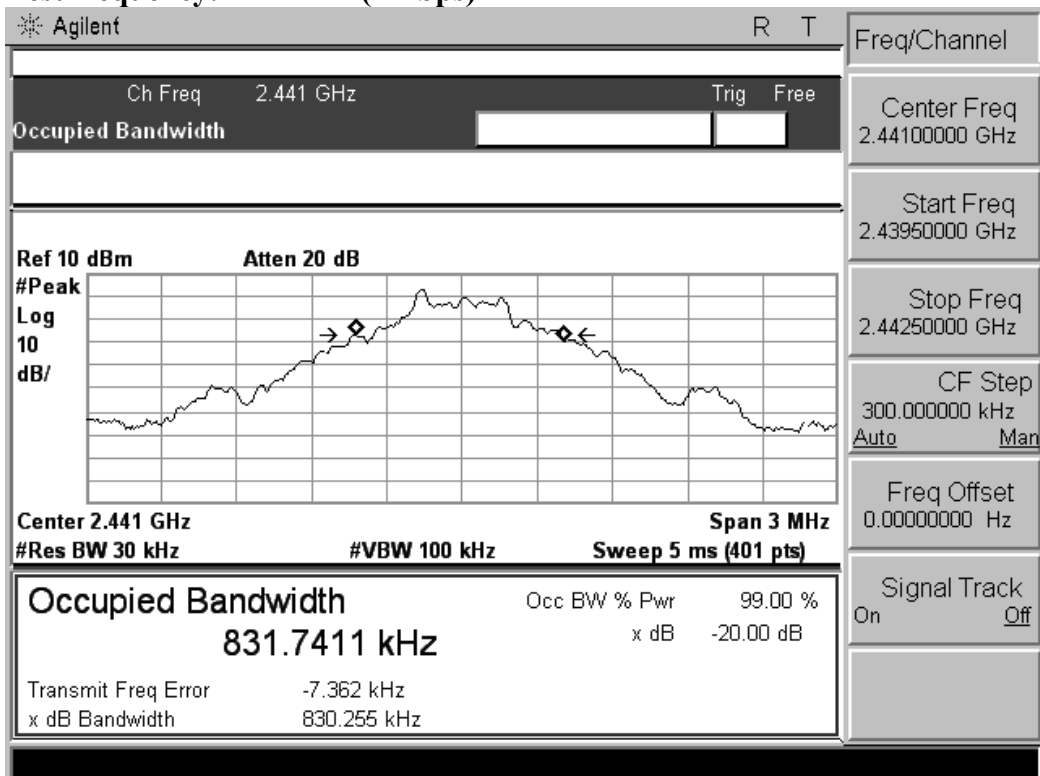 Agilent R T
Freq/Channel
Ch Freq 2.441 GHz Trig Free
Occupied Bandwidth
Center Freq
2.44100000 GHz
Start Freq
2.43950000 GHz
Stop Freq
2.44250000 GHz
CF Step
300.000000 kHz
Auto Man
Freq Offset
0.00000000 Hz
Signal Track
On Off
Ref 10 dBm Atten 20 dB
#Peak
Log
10
dB/
Center 2.441 GHz Span 3 MHz
#Res BW 30 kHz #VBW 100 kHz Sweep 5 ms (401 pts)
Occupied Bandwidth
831.7411 kHz
Occ BW % Pwr 99.00 %
x dB -20.00 dB
Transmit Freq Error -7.362 kHz
x dB Bandwidth 830.255 kHz